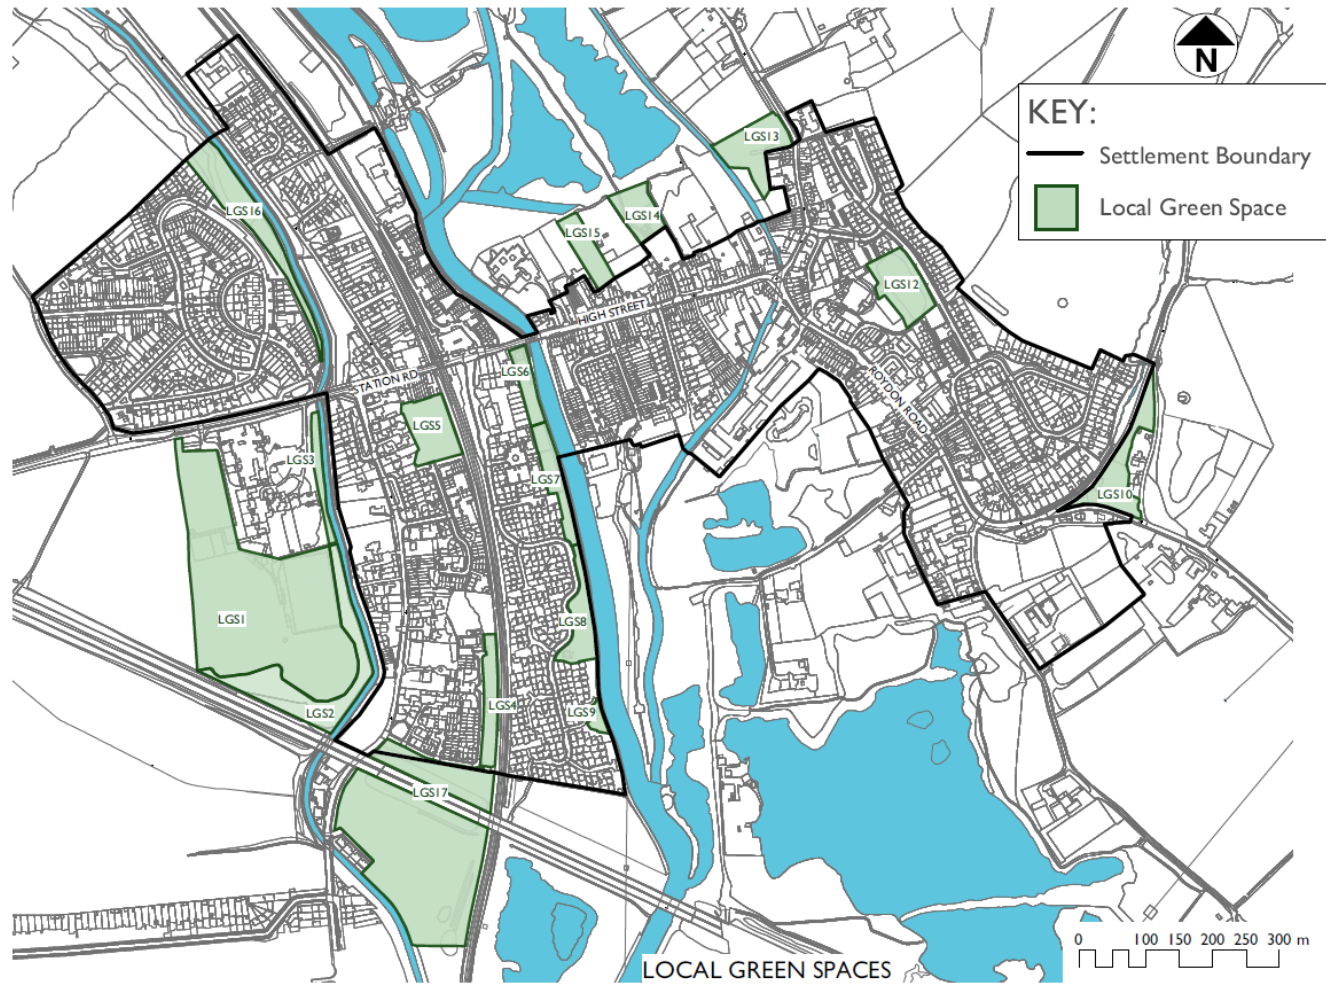 N
KEY:
Settlement Boundary
Local Green Space
LGS13
LGS16
LGS14
LGS15
LGS12
HIGH STREET
LGS6
STATION RD
ROYDON ROAD
LGS5
LGS3
LGS7
LGS10
LGS1
LGS8
LGS4
LGS9
LGS2
LGS17
0 100 150 200 250 300 m
LOCAL GREEN SPACES